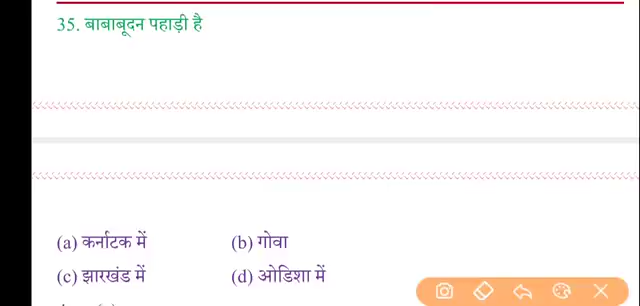 35. बाबाबूदन पहाड़ी है
(a) कर्नाटक में (b) गोवा
(c) झारखंड में (d) ओडिशा में